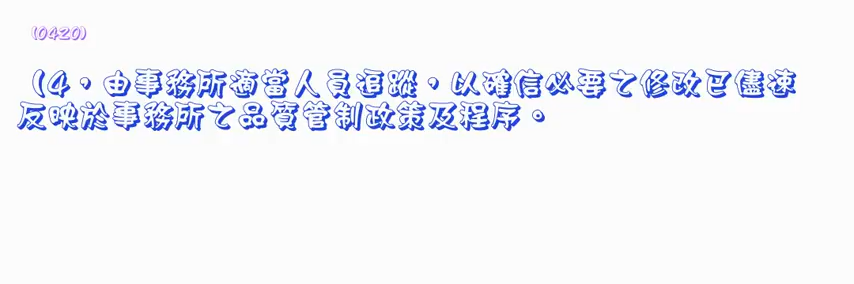 (0420)
（4，由事務所適當人員追蹤，以確信必要之修改已儘速
反映於事務所之品質管制政策及程序。